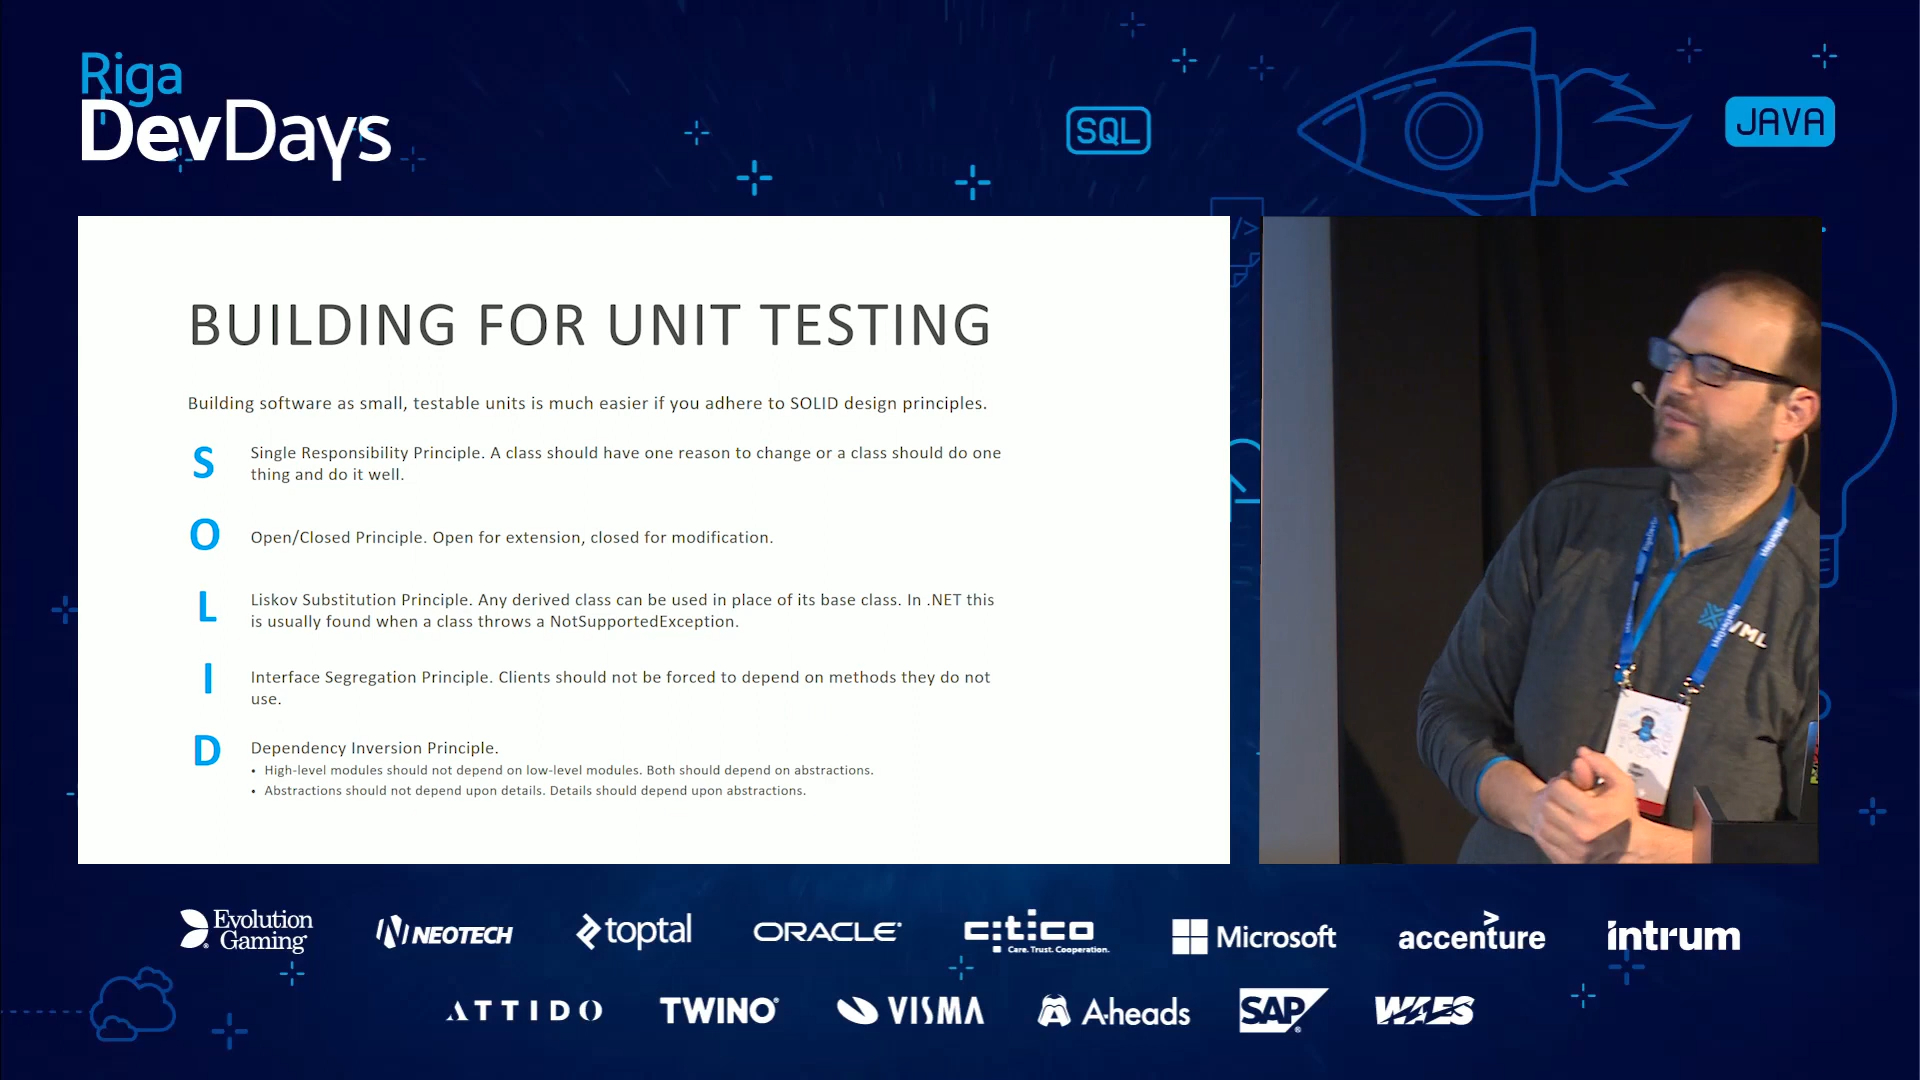 Riga
DevDays
SQL
JAVA
</>
BUILDING FOR UNIT TESTING
Building software as small, testable units is much easier if you adhere to SOLID design principles.
S
Single Responsibility Principle. A class should have one reason to change or a class should do one
thing and do it well.
O
Open/Closed Principle. Open for extension, closed for modification.
L
Liskov Substitution Principle. Any derived class can be used in place of its base class. In .NET this
is usually found when a class throws a NotSupportedException.
I
Interface Segregation Principle. Clients should not be forced to depend on methods they do not
use.
D
Dependency Inversion Principle.
• High-level modules should not depend on low-level modules. Both should depend on abstractions.
• Abstractions should not depend upon details. Details should depend upon abstractions.
VML
Evolution
Gaming
NEOTECH
toptal
ORACLE
citico
Care. Trust. Cooperation.
Microsoft
accenture
intrum
ATTIDO
TWINO
VISMA
A-heads
SAP